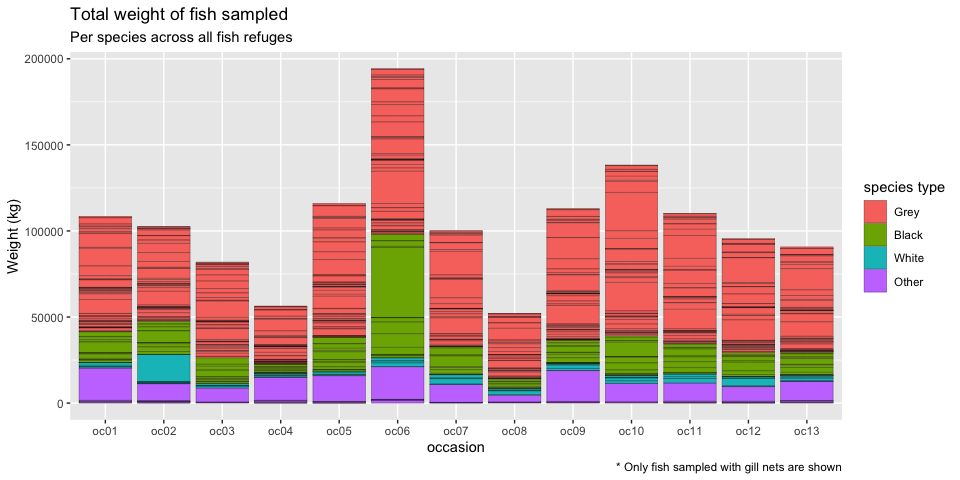 Total weight of fish sampled
Per species across all fish refuges
Weight (kg)
200000
150000
100000
50000
0
oc01 oc02 oc03 oc04 oc05 oc06 oc07 oc08 oc09 oc10 oc11 oc12 oc13
occasion
species type
Grey
Black
White
Other
* Only fish sampled with gill nets are shown